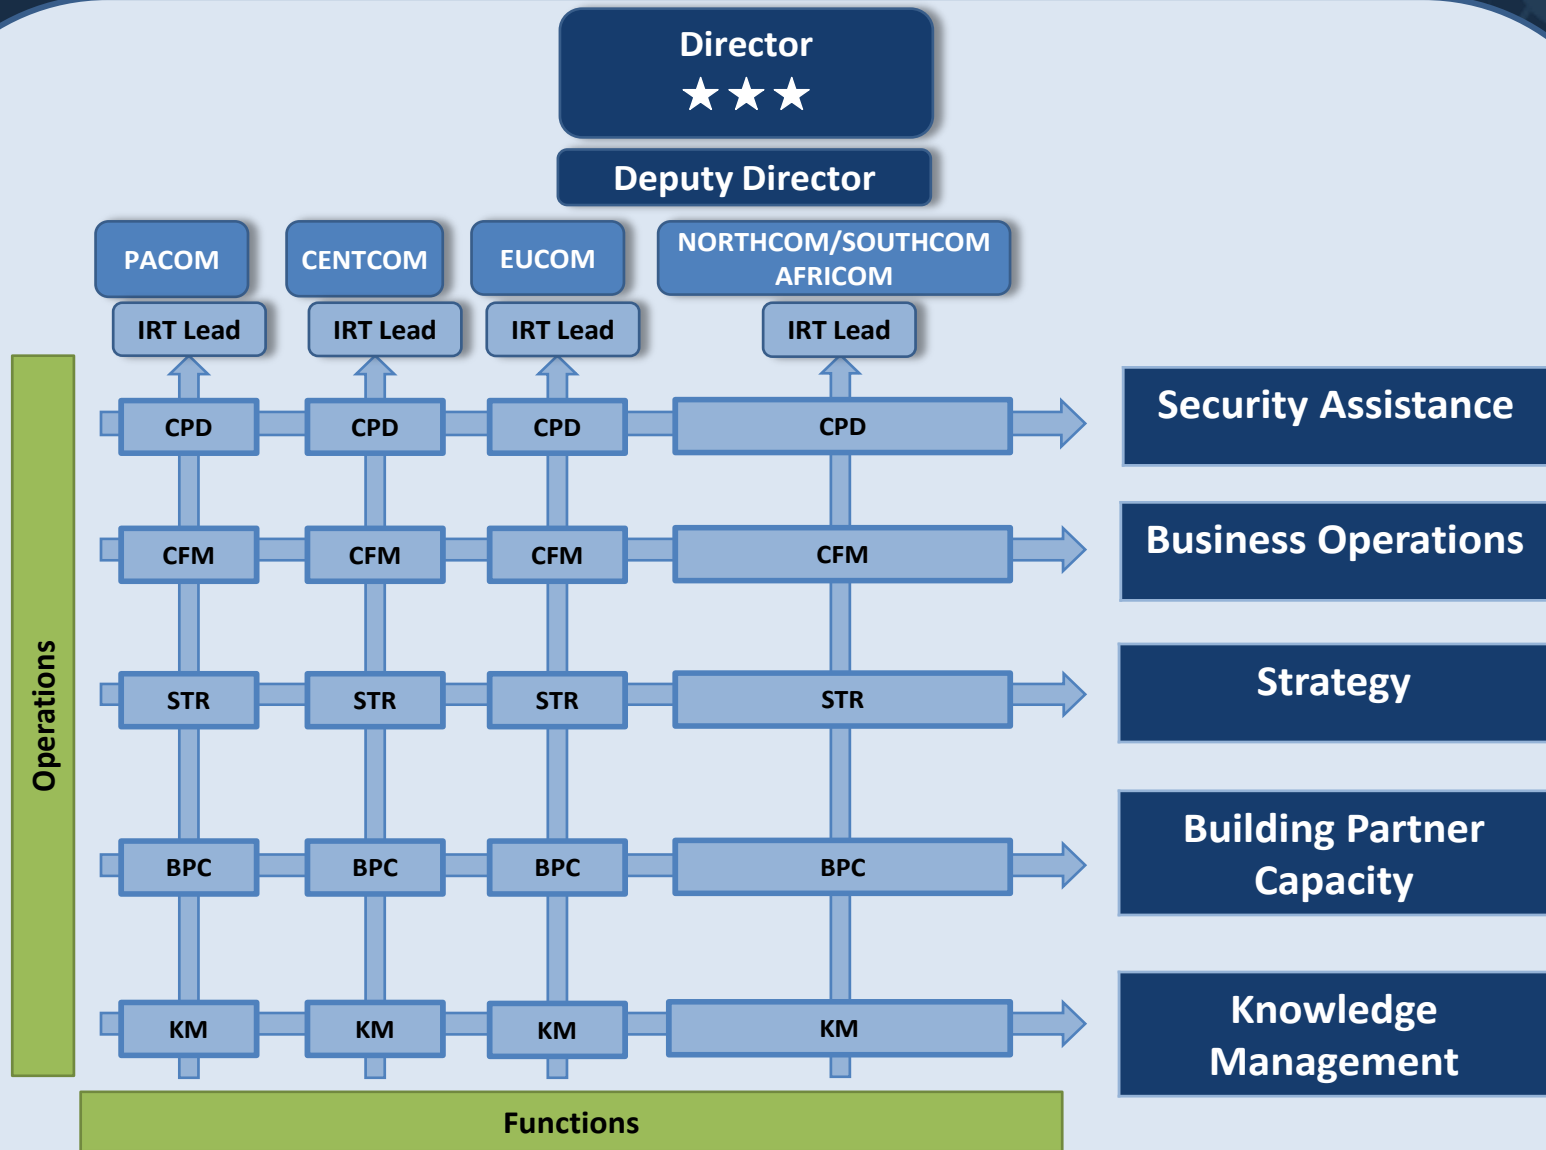 Director
Deputy Director
PACOM
CENTCOM
EUCOM
NORTHCOM/SOUTHCOM
AFRICOM
IRT Lead
IRT Lead
IRT Lead
IRT Lead
CPD
CPD
CPD
CPD
Security Assistance
CFM
CFM
CFM
CFM
Business Operations
STR
STR
STR
STR
Strategy
BPC
BPC
BPC
BPC
Building Partner
Capacity
KM
KM
KM
KM
Knowledge
Management
Operations
Functions